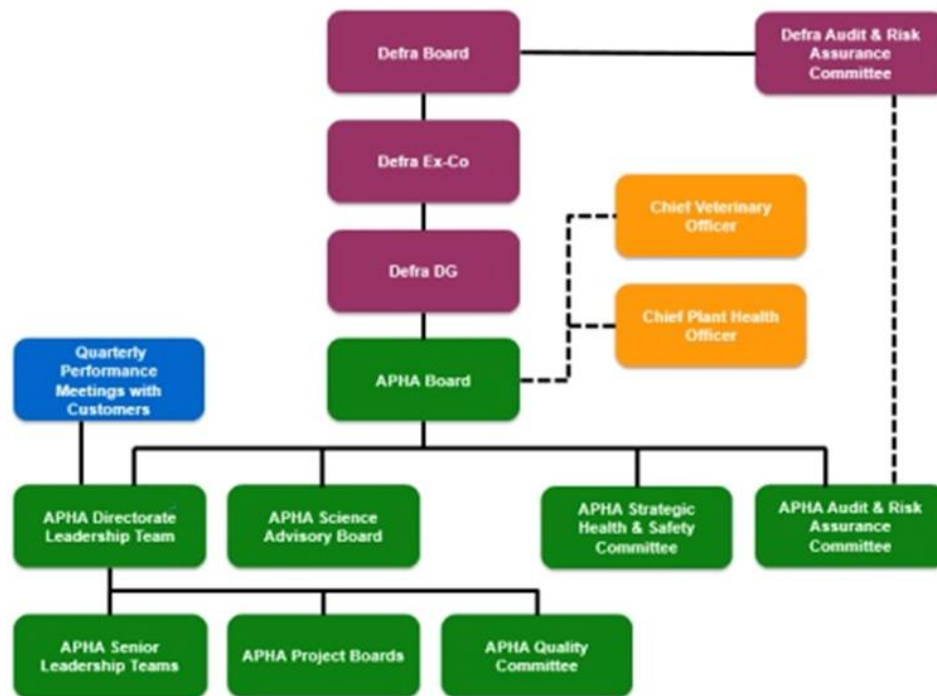 Defra Board
Defra Audit & Risk
Assurance
Committee
Defra Ex-Co
Chief Veterinary
Officer
Defra DG
Chief Plant Health
Officer
Quarterly
Performance
Meetings with
Customers
APHA Board
APHA Directorate
Leadership Team
APHA Science
Advisory Board
APHA Strategic
Health & Safety
Committee
APHA Audit & Risk
Assurance
Committee
APHA Senior
Leadership Teams
APHA Project Boards
APHA Quality
Committee